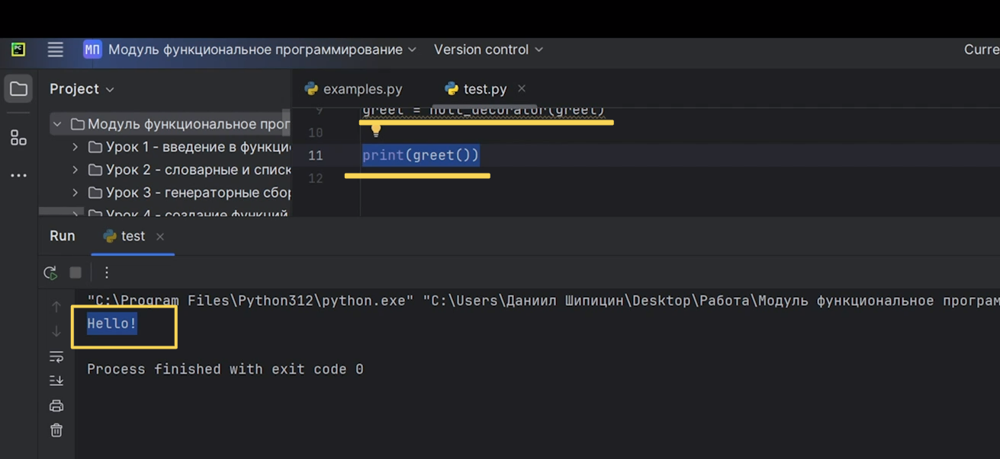 PC
МП Модуль функциональное программирование Version control Curre
Project
examples.py test.py
Модуль функциональное прог
Урок 1 - введение в функци
Урок 2 - словарные и списк
Урок 3 - генераторные сбор
Урок 4 - создание функций
9 greet = null_decorator(greet)
10
11 print(greet())
12
Run test
"C:\Program Files\Python312\python.exe" "C:\Users\Даниил Шипицин\Desktop\Работа\Модуль функциональное програм
Hello!
Process finished with exit code 0